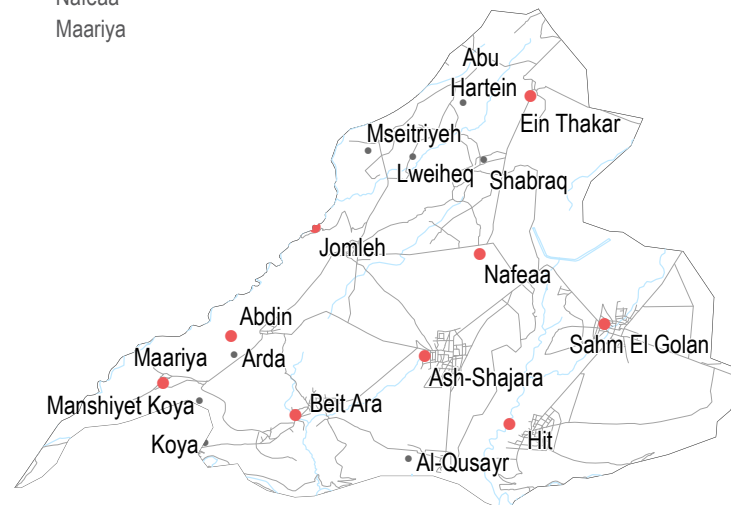 Nafeaa
Maariya
Abu
Hartein
Ein Thakar
Mseitriyeh
Lweiheq
Shabraq
Jomleh
Nafeaa
Abdin
Sahm El Golan
Maariya
Arda
Ash-Shajara
Manshiyet Koya
Beit Ara
Hit
Koya
Al-Qusayr